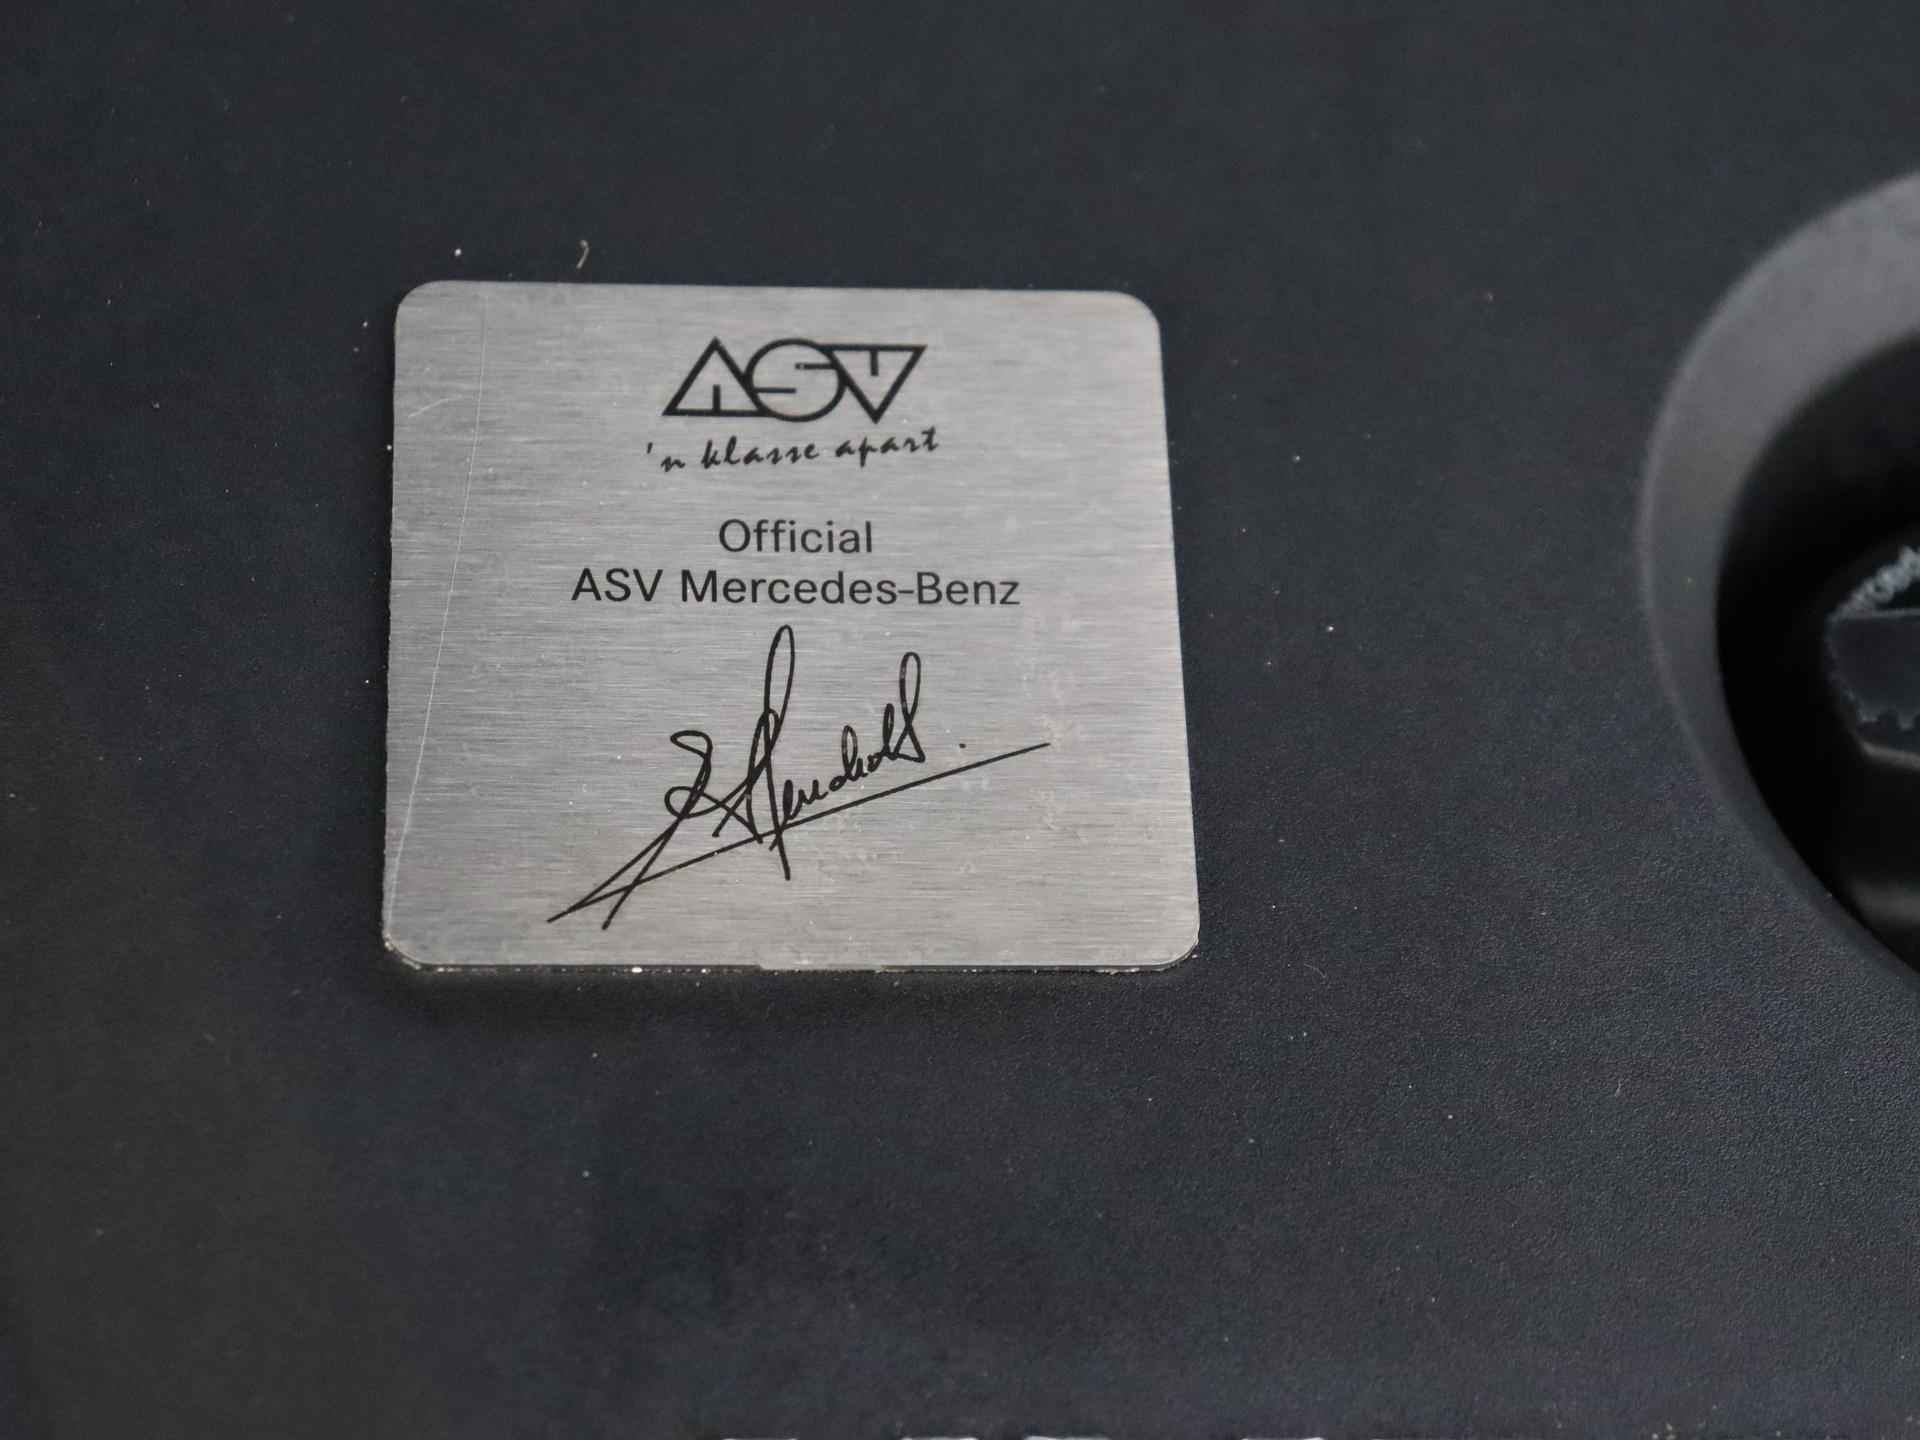 ASV
'n klasse apart
Official
ASV Mercedes-Benz